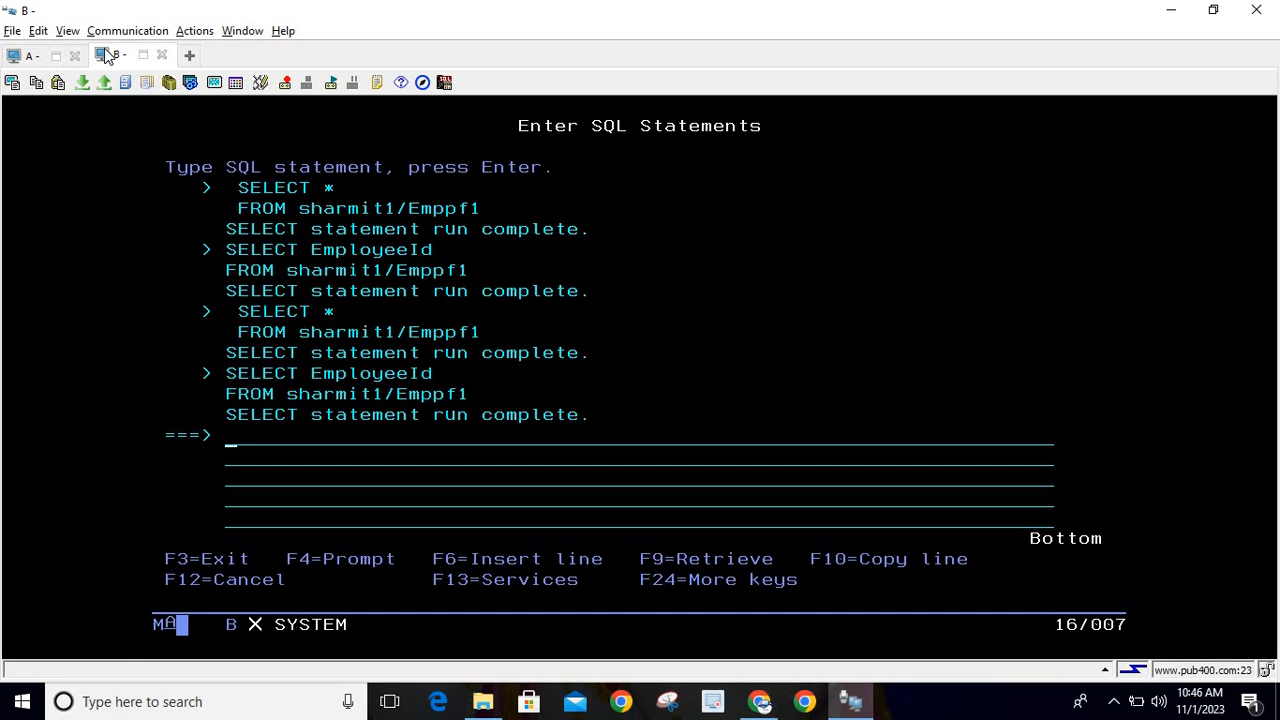 B -
File Edit View Communication Actions Window Help
A - B -
Enter SQL Statements
Type SQL statement, press Enter.
> SELECT *
FROM sharmit1/Emppf1
SELECT statement run complete.
> SELECT EmployeeId
FROM sharmit1/Emppf1
SELECT statement run complete.
> SELECT *
FROM sharmit1/Emppf1
SELECT statement run complete.
> SELECT EmployeeId
FROM sharmit1/Emppf1
SELECT statement run complete.
===>
Bottom
F3=Exit F4=Prompt F6=Insert line F9=Retrieve F10=Copy line
F12=Cancel F13=Services F24=More keys
MA B X SYSTEM 16/007
www.pub400.com:23
Type here to search
10:46 AM
11/1/2023